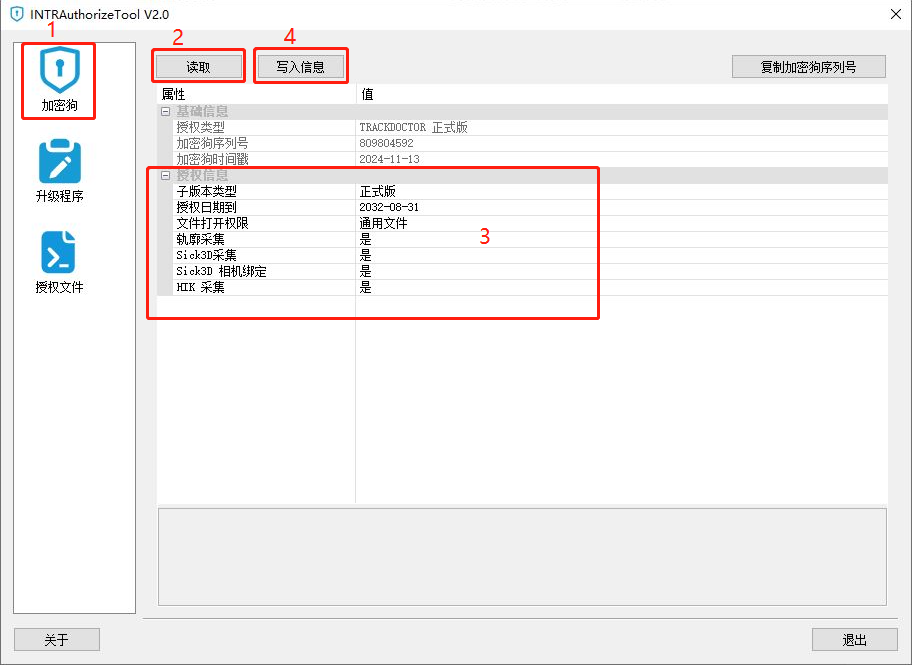 INTRAuthorizeTool V2.0
1
2
4
加密狗
读取
写入信息
复制加密狗序列号
属性 值
基础信息
授权类型 TRACKDOCTOR 正式版
加密狗序列号 809804592
加密狗时间戳 2024-11-13
授权信息
子版本类型 正式版
授权日期到 2032-08-31
文件打开权限 通用文件
轨廓采集 是
Sick3D采集 是
Sick3D 相机绑定 是
HIK 采集 是
3
升级程序
授权文件
关于
退出